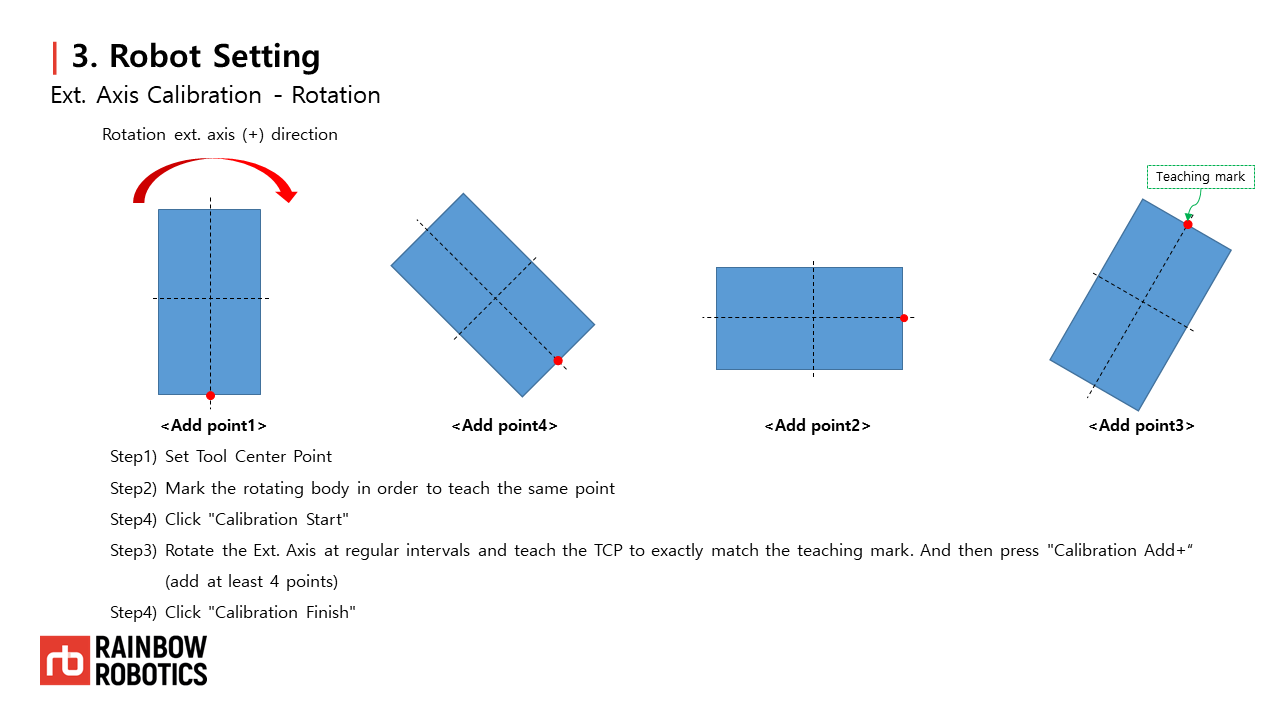 3. Robot Setting
Ext. Axis Calibration - Rotation
Rotation ext. axis (+) direction
Teaching mark
<Add point1>
<Add point4>
<Add point2>
<Add point3>
Step1) Set Tool Center Point
Step2) Mark the rotating body in order to teach the same point
Step4) Click "Calibration Start"
Step3) Rotate the Ext. Axis at regular intervals and teach the TCP to exactly match the teaching mark. And then press "Calibration Add+“
(add at least 4 points)
Step4) Click "Calibration Finish"
rb
RAINBOW
ROBOTICS